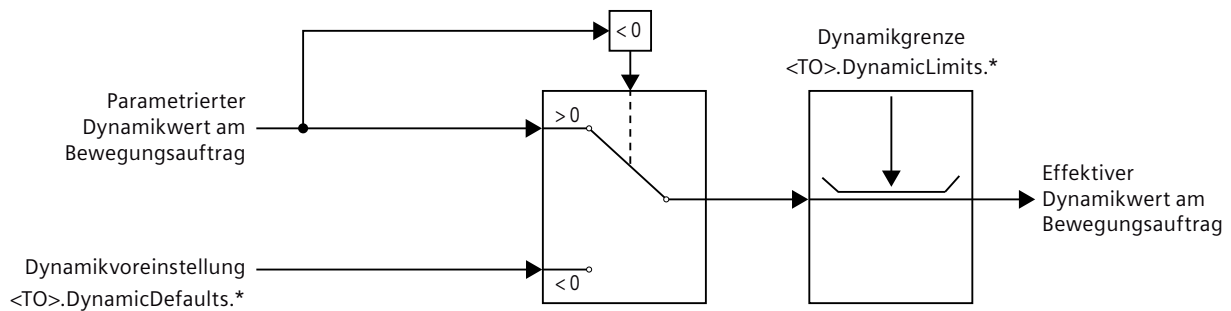 < 0
Dynamikgrenze
<TO>.DynamicLimits.*
Parametrierter
Dynamikwert am
Bewegungsauftrag
> 0
Effektiver
Dynamikwert am
Bewegungsauftrag
Dynamikvoreinstellung
<TO>.DynamicDefaults.*
< 0